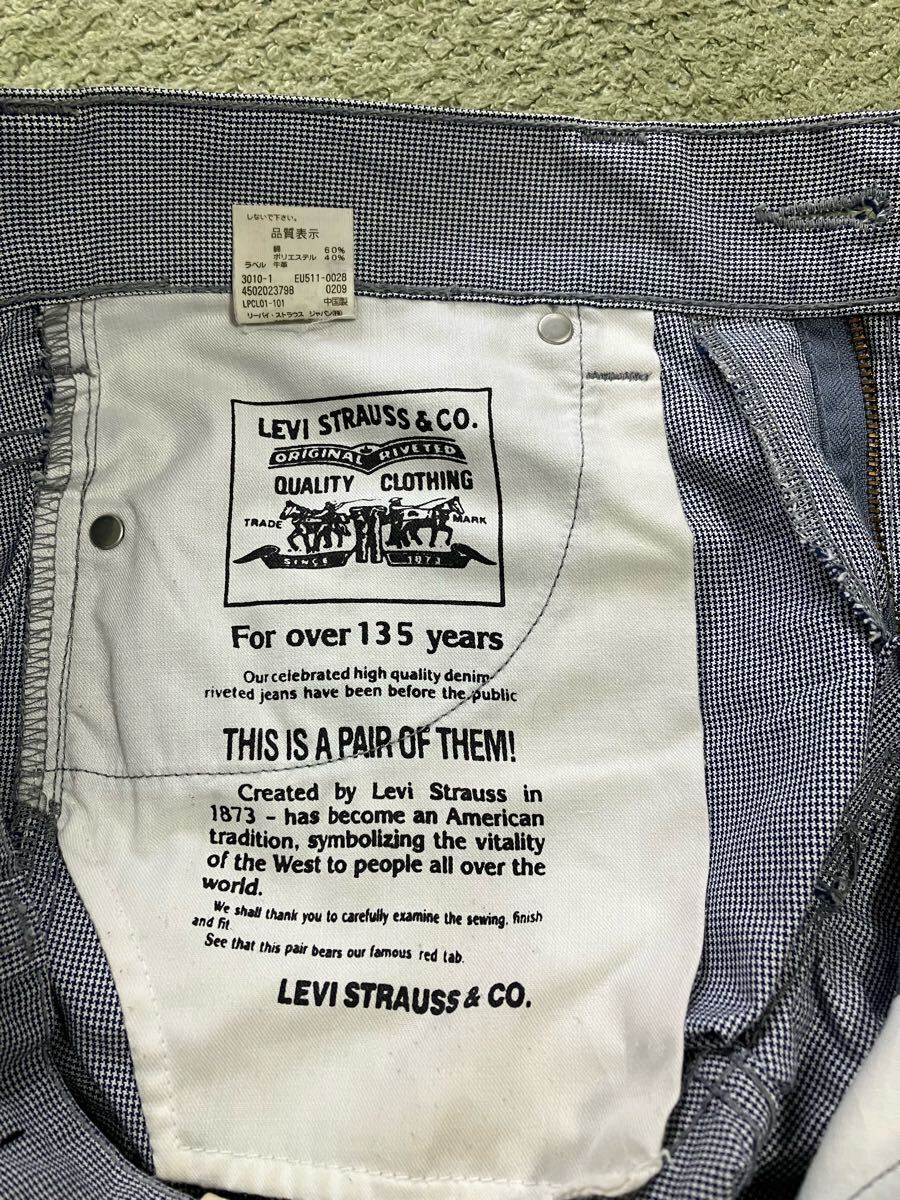 しないで下さい。
品質表示
綿 60%
ポリエステル 40%
ラベル 牛革
3010-1 EU511-0028
4502023798 0209
LPCL01-101 中国製
リーバイ・ストラウス ジャパン(株)
LEVI STRAUSS & CO.
ORIGINAL RIVETED
QUALITY CLOTHING
TRADE MARK
SINCE 1873
For over 135 years
Our celebrated high quality denim
riveted jeans have been before the public
THIS IS A PAIR OF THEM!
Created by Levi Strauss in
1873 - has become an American
tradition, symbolizing the vitality
of the West to people all over the
world.
We shall thank you to carefully examine the sewing, finish
and fit.
See that this pair bears our famous red tab.
LEVI STRAUSS & CO.